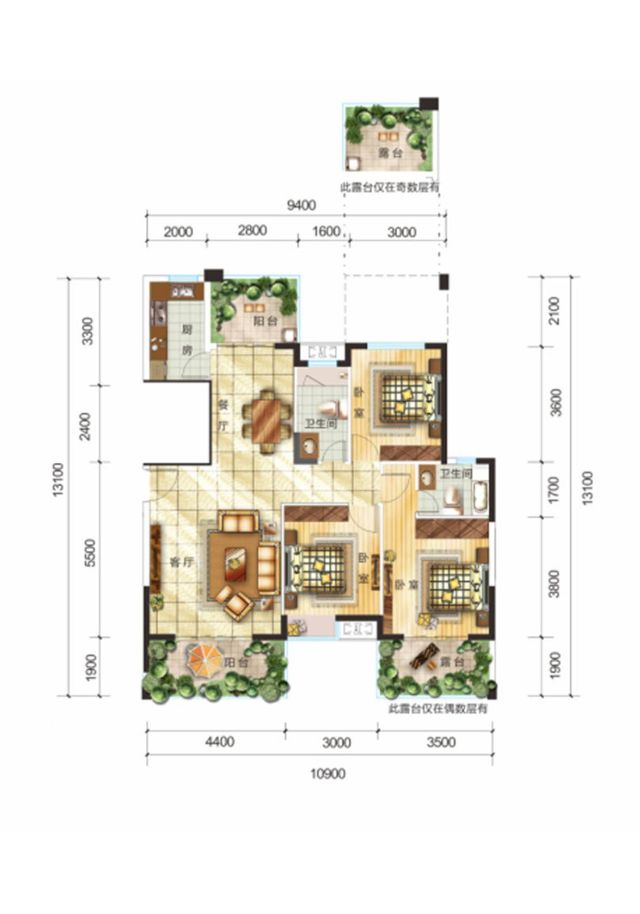 露台
此露台仅在奇数层有
9400
2000
2800
1600
3000
厨
房
阳台
3300
2400
5500
1900
13100
2100
3600
1700
3800
1900
13100
餐
厅
卫生间
卧
室
卫生间
客厅
卧
室
卧
室
阳台
露台
此露台仅在偶数层有
4400
3000
3500
10900